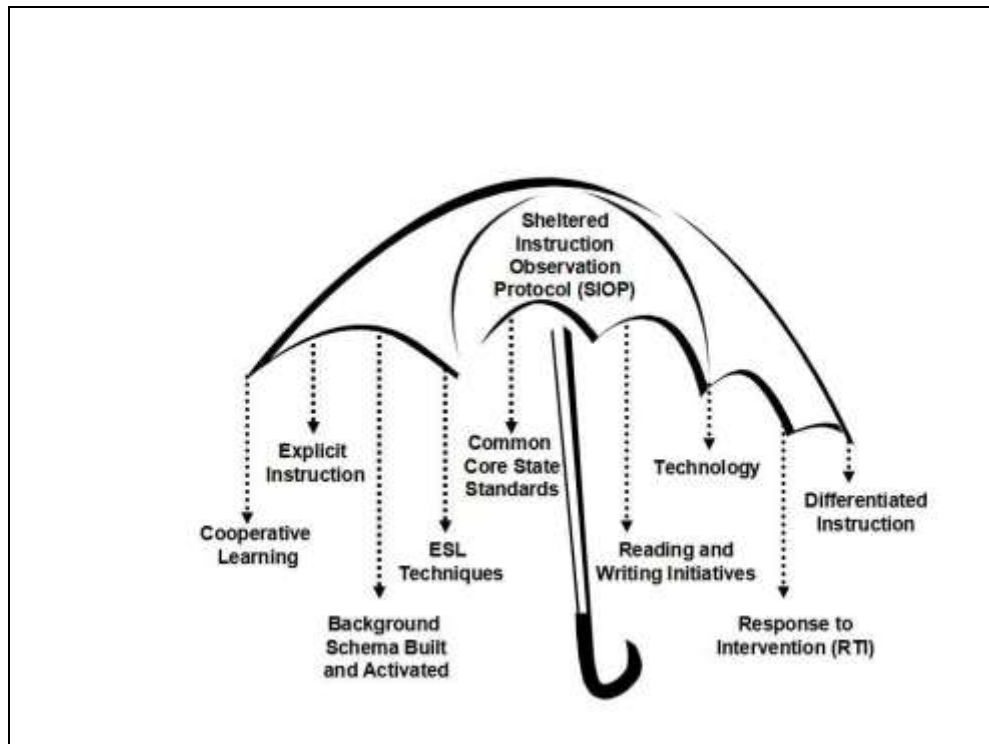 Sheltered
Instruction
Observation
Protocol (SIOP)
Explicit
Instruction
Common
Core State
Standards
Technology
Differentiated
Instruction
Cooperative
Learning
ESL
Techniques
Reading and
Writing Initiatives
Background
Schema Built
and Activated
Response to
Intervention (RTI)